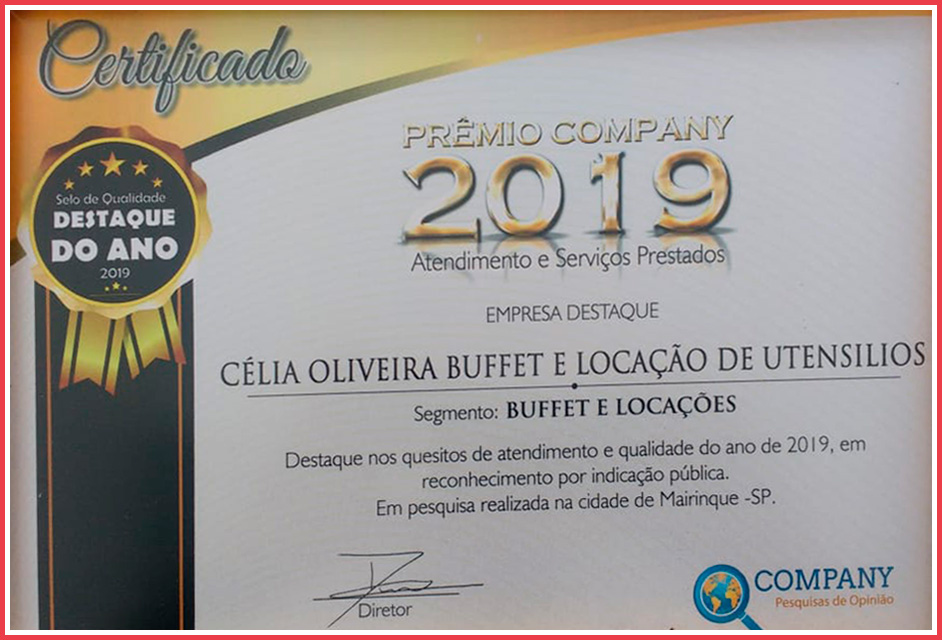 Certificado
PRÊMIO COMPANY
2019
Atendimento e Serviços Prestados
Selo de Qualidade
DESTAQUE
DO ANO
2019
EMPRESA DESTAQUE
CÉLIA OLIVEIRA BUFFET E LOCAÇÃO DE UTENSILIOS
Segmento: BUFFET E LOCAÇÕES
Destaque nos quesitos de atendimento e qualidade do ano de 2019, em
reconhecimento por indicação pública.
Em pesquisa realizada na cidade de Mairinque -SP.
Diretor
COMPANY
Pesquisas de Opinião